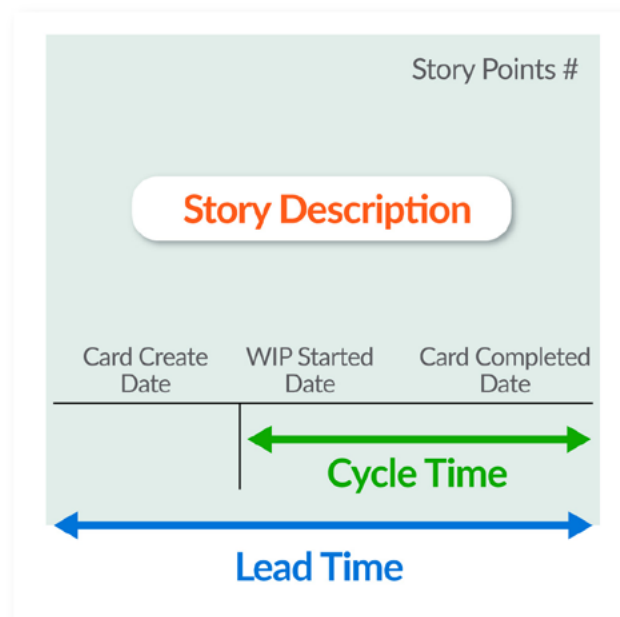 Story Points #
Story Description
Card Create Date
WIP Started Date
Card Completed Date
Cycle Time
Lead Time